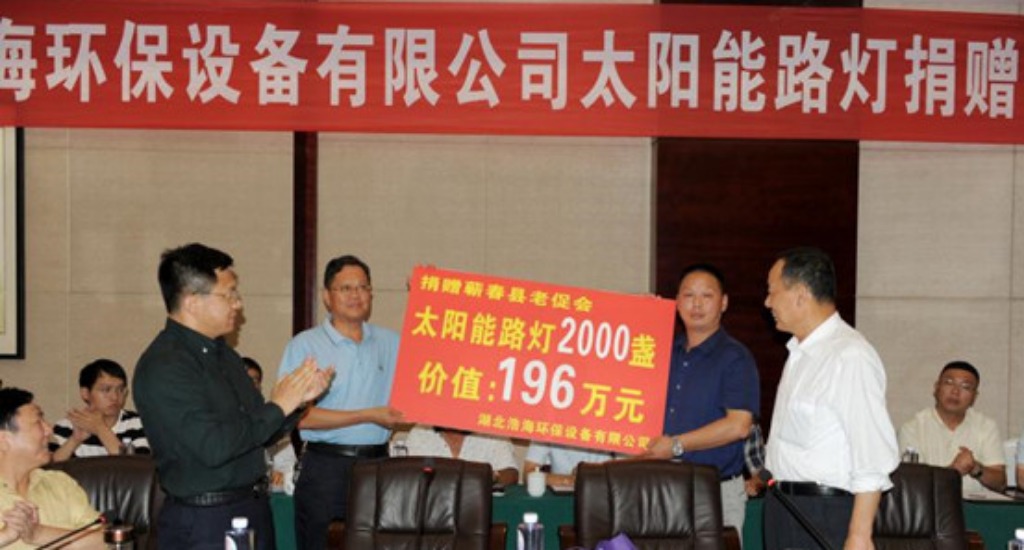 海环保设备有限公司太阳能路灯捐赠
捐赠蕲春县老促会
太阳能路灯2000盏
价值:196万元
湖北浩海环保设备有限公司